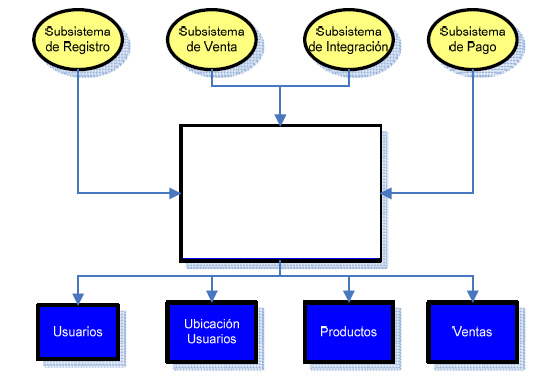 Subsistema
de Registro
Subsistema
de Venta
Subsistema
de Integración
Subsistema
de Pago
Usuarios
Ubicación
Usuarios
Productos
Ventas